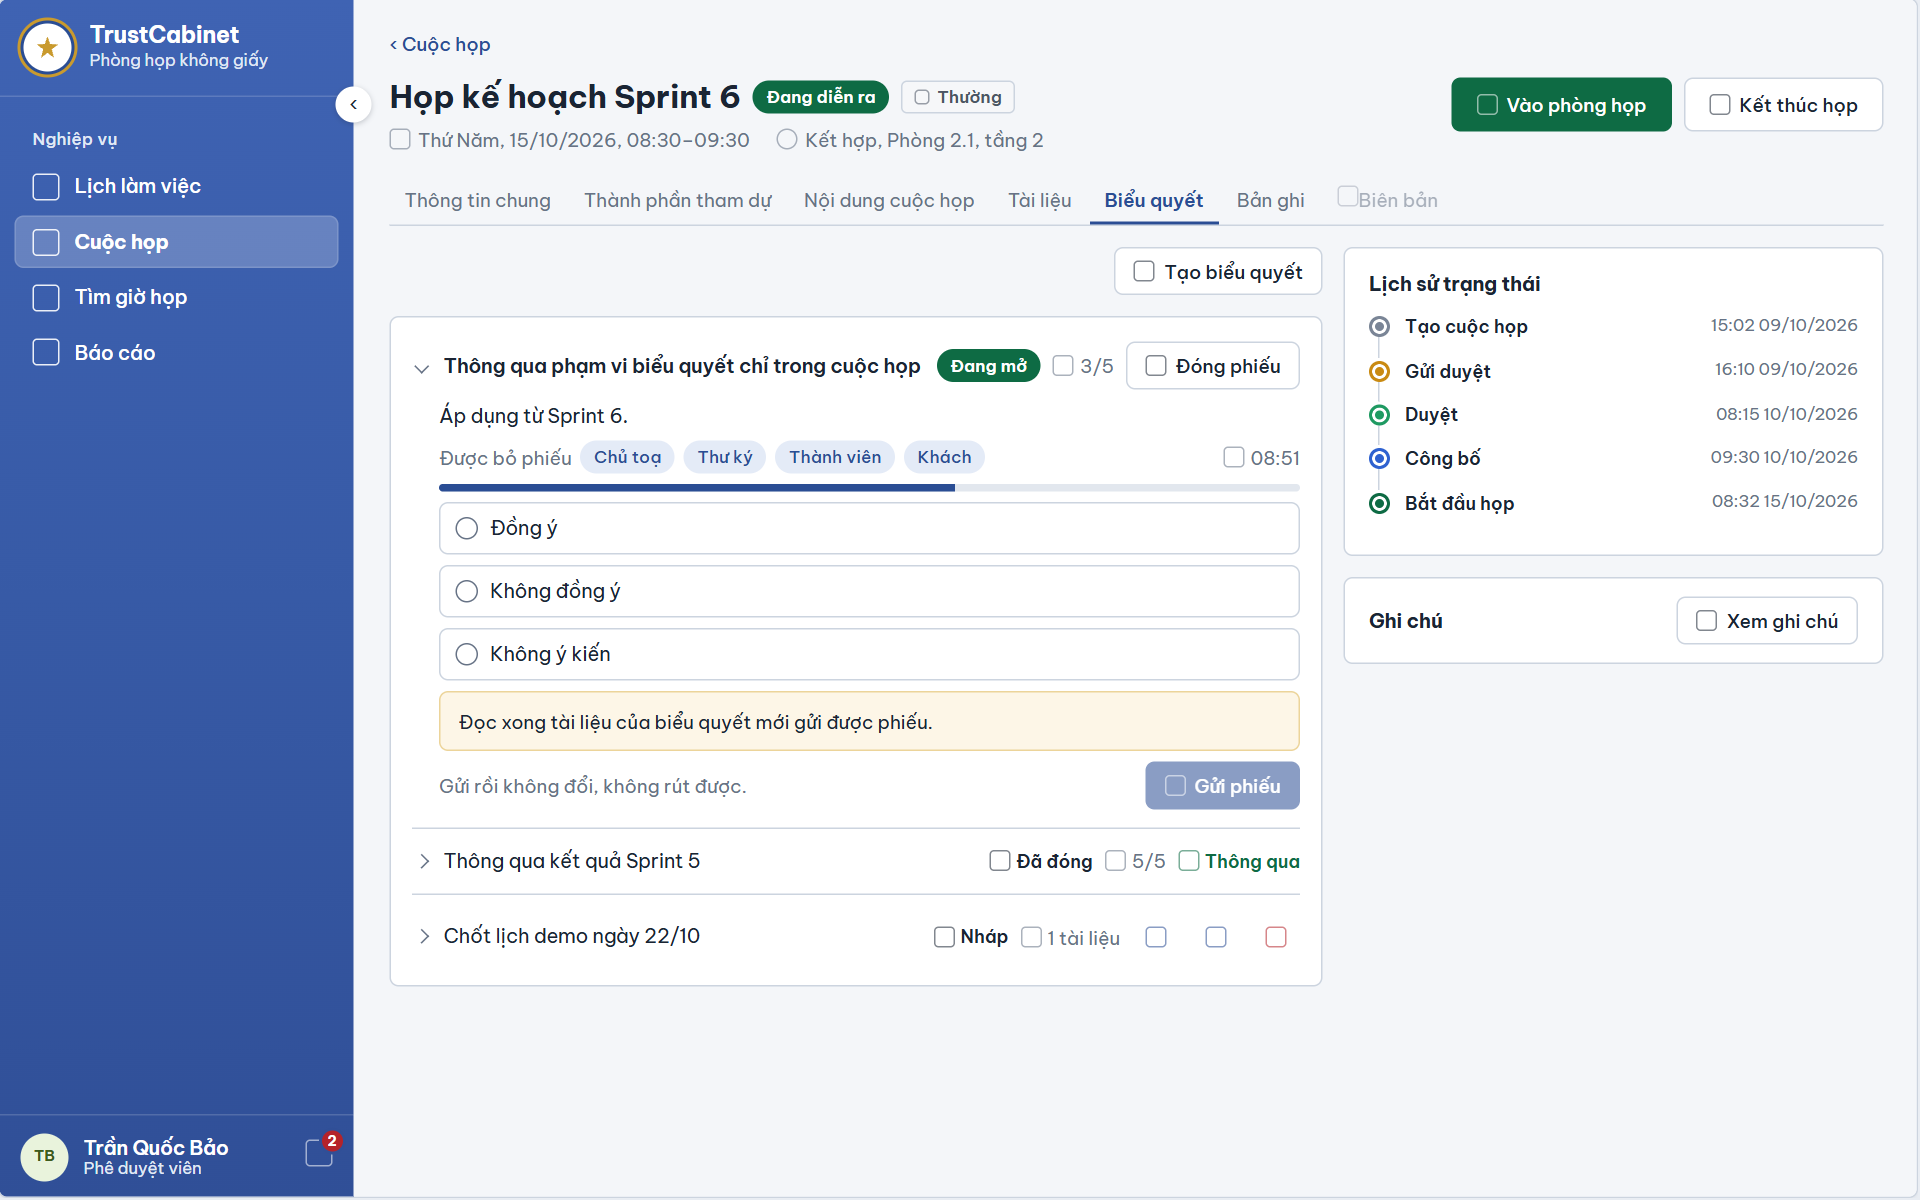 TrustCabinet
Phòng họp không giấy
Nghiệp vụ
Lịch làm việc
Cuộc họp
Tìm giờ họp
Báo cáo
TB
Trần Quốc Bảo
Phê duyệt viên
2
‹ Cuộc họp
Họp kế hoạch Sprint 6
Đang diễn ra
Thường
Vào phòng họp
Kết thúc họp
Thứ Năm, 15/10/2026, 08:30–09:30
Kết hợp, Phòng 2.1, tầng 2
Thông tin chung
Thành phần tham dự
Nội dung cuộc họp
Tài liệu
Biểu quyết
Bản ghi
Biên bản
Tạo biểu quyết
Thông qua phạm vi biểu quyết chỉ trong cuộc họp
Đang mở
3/5
Đóng phiếu
Áp dụng từ Sprint 6.
Được bỏ phiếu
Chủ toạ
Thư ký
Thành viên
Khách
08:51
Đồng ý
Không đồng ý
Không ý kiến
Đọc xong tài liệu của biểu quyết mới gửi được phiếu.
Gửi rồi không đổi, không rút được.
Gửi phiếu
Thông qua kết quả Sprint 5
Đã đóng
5/5
Thông qua
Chốt lịch demo ngày 22/10
Nháp
1 tài liệu
Lịch sử trạng thái
Tạo cuộc họp
15:02 09/10/2026
Gửi duyệt
16:10 09/10/2026
Duyệt
08:15 10/10/2026
Công bố
09:30 10/10/2026
Bắt đầu họp
08:32 15/10/2026
Ghi chú
Xem ghi chú